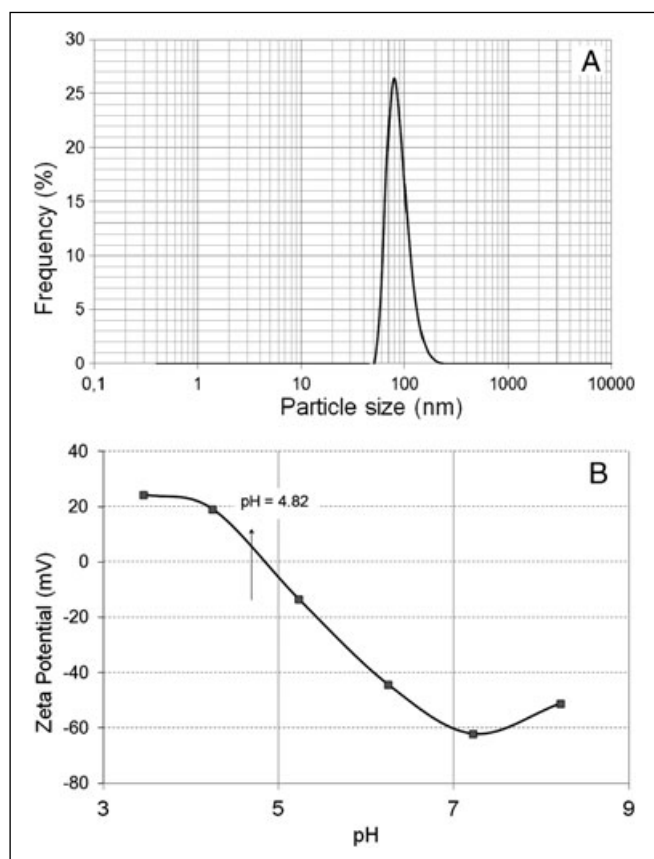 A
30
25
20
15
10
5
0
Frequency (%)
0,1 1 10 100 1000 10000
Particle size (nm)
B
40
20
0
-20
-40
-60
-80
Zeta Potential (mV)
pH = 4.82
3 5 7 9
pH